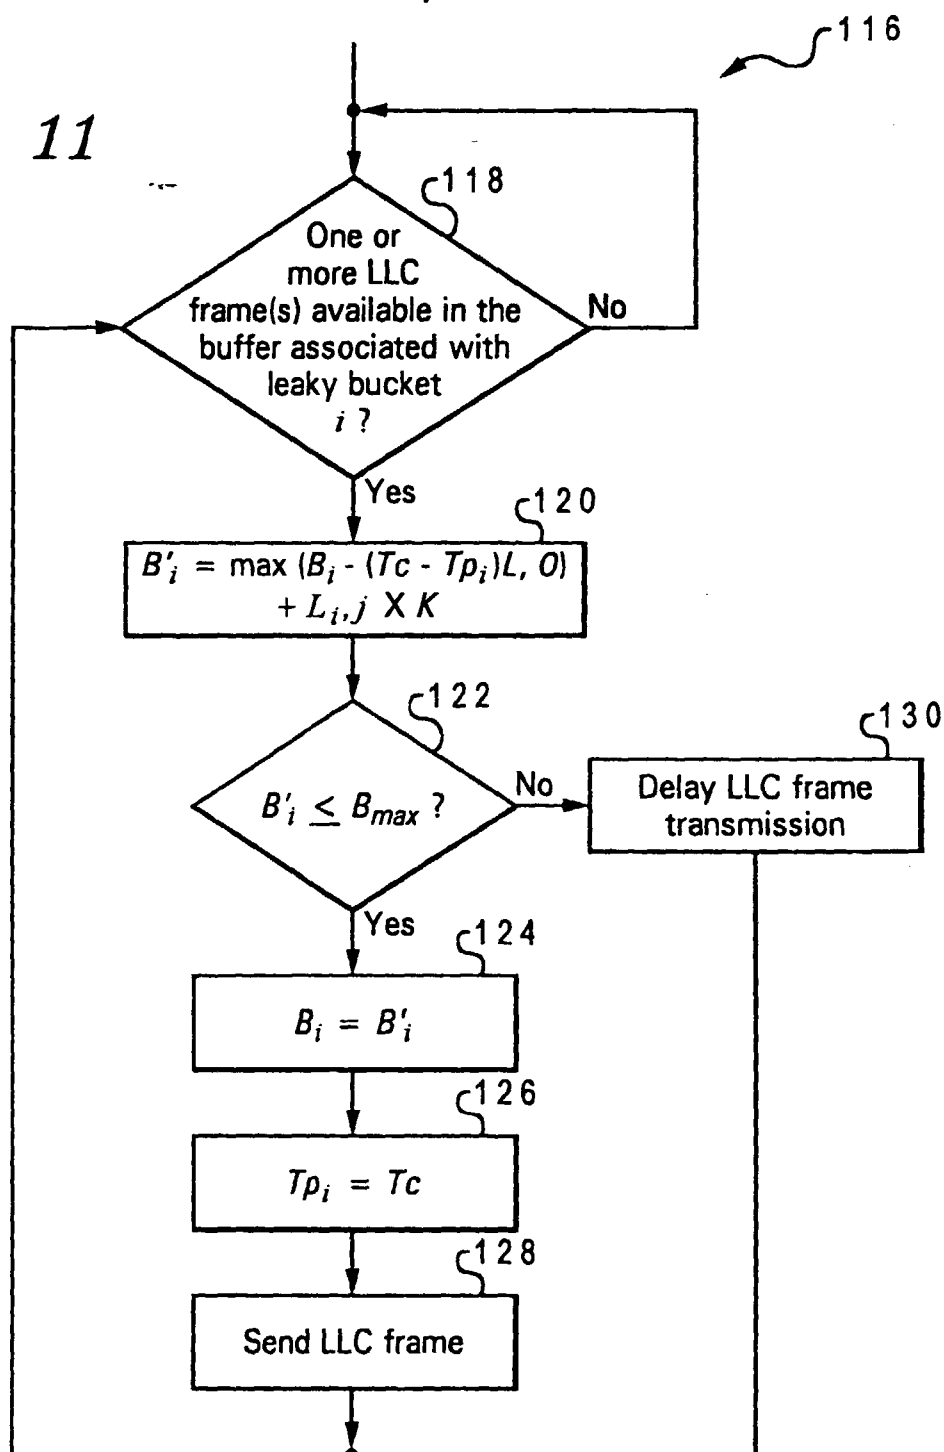 116
11
118
One or
more LLC
frame(s) available in the
buffer associated with
leaky bucket
i ?
No
Yes
120
B'i = max (Bi - (Tc - Tpi)L, 0)
+ Li,j X K
122
B'i ≤ Bmax ?
No
130
Delay LLC frame
transmission
Yes
124
Bi = B'i
126
Tpi = Tc
128
Send LLC frame